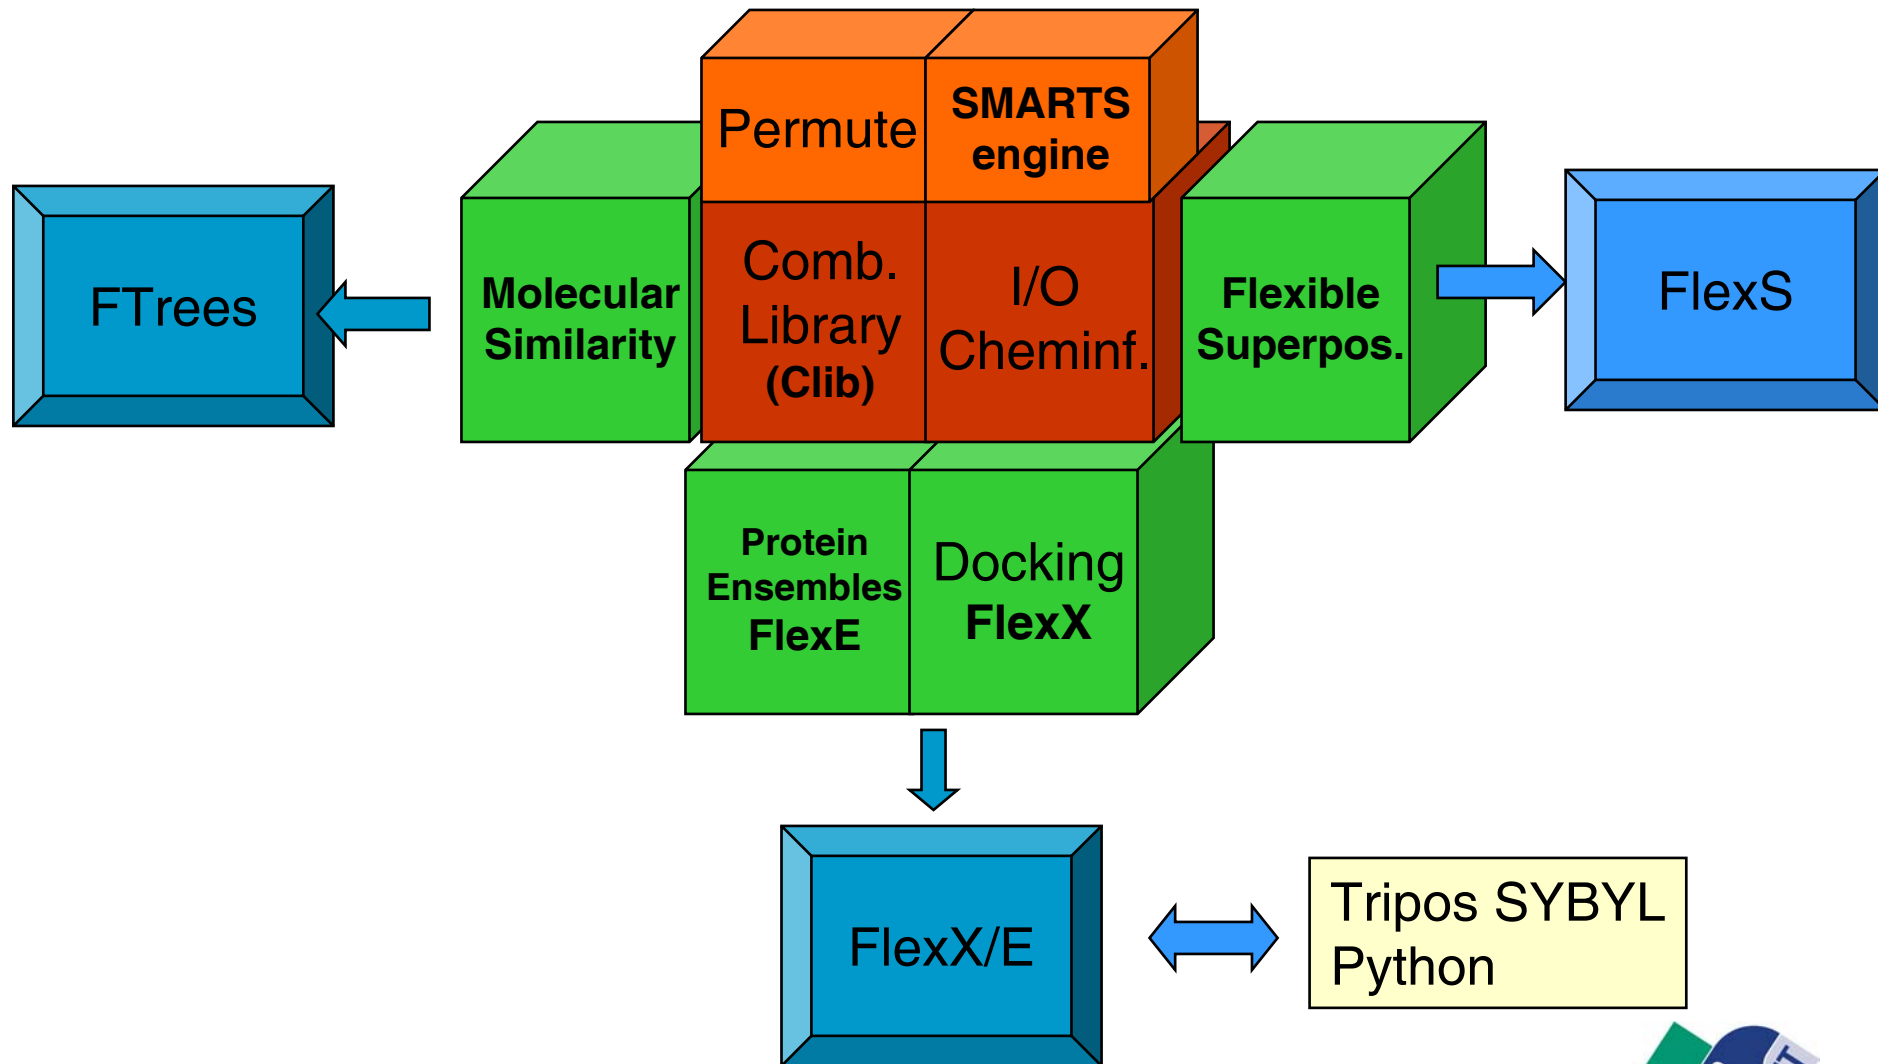 Permute
SMARTS
engine
FTrees
Molecular
Similarity
Comb.
Library
(Clib)
I/O
Cheminf.
Flexible
Superpos.
FlexS
Protein
Ensembles
FlexE
Docking
FlexX
FlexX/E
Tripos SYBYL
Python